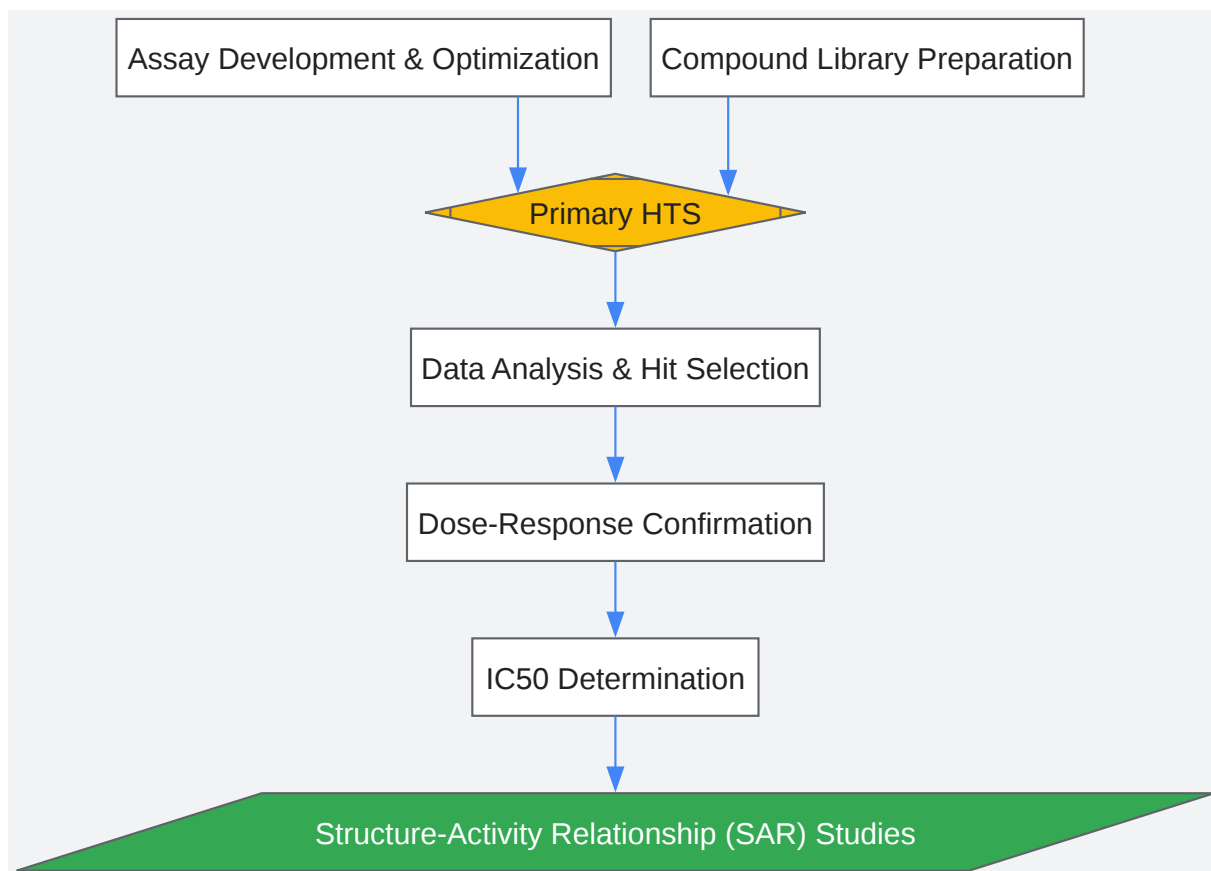 Assay Development & Optimization
Compound Library Preparation
Primary HTS
Data Analysis & Hit Selection
Dose-Response Confirmation
IC50 Determination
Structure-Activity Relationship (SAR) Studies